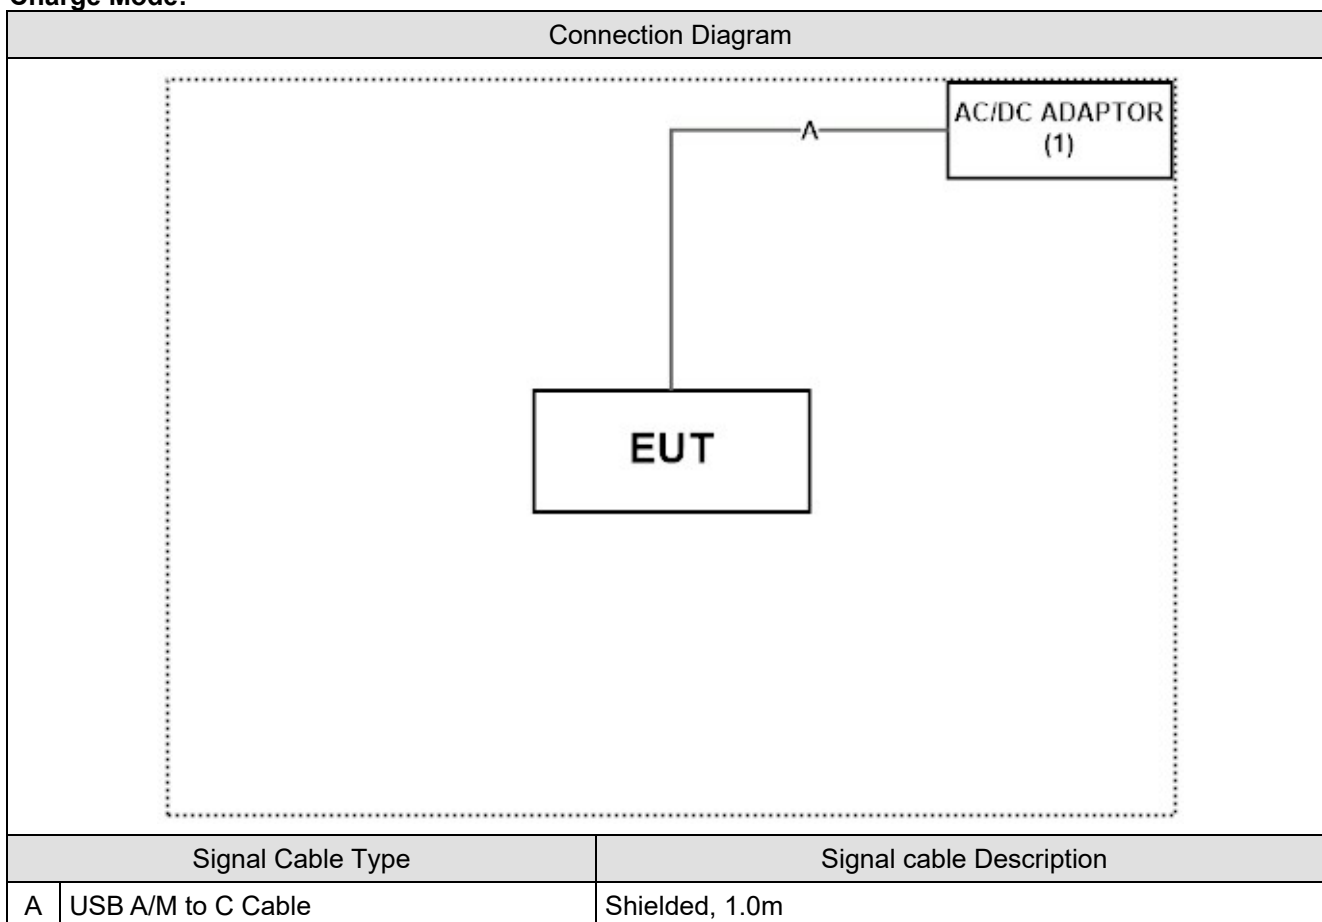 Charge Mode:
Connection Diagram
AC/DC ADAPTOR
(1)
A
EUT
Signal Cable Type Signal cable Description
A USB A/M to C Cable Shielded, 1.0m